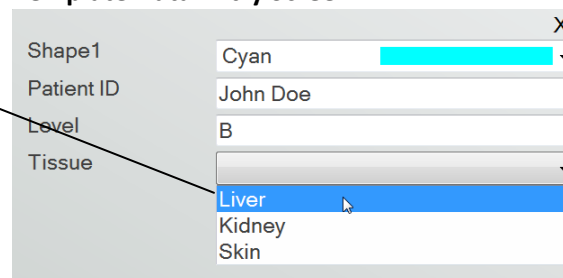 X
Shape1 Cyan
Patient ID John Doe
Level B
Tissue
Liver
Kidney
Skin